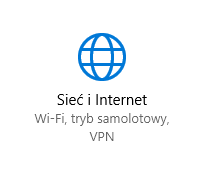 Sieć i Internet
Wi-Fi, tryb samolotowy,
VPN